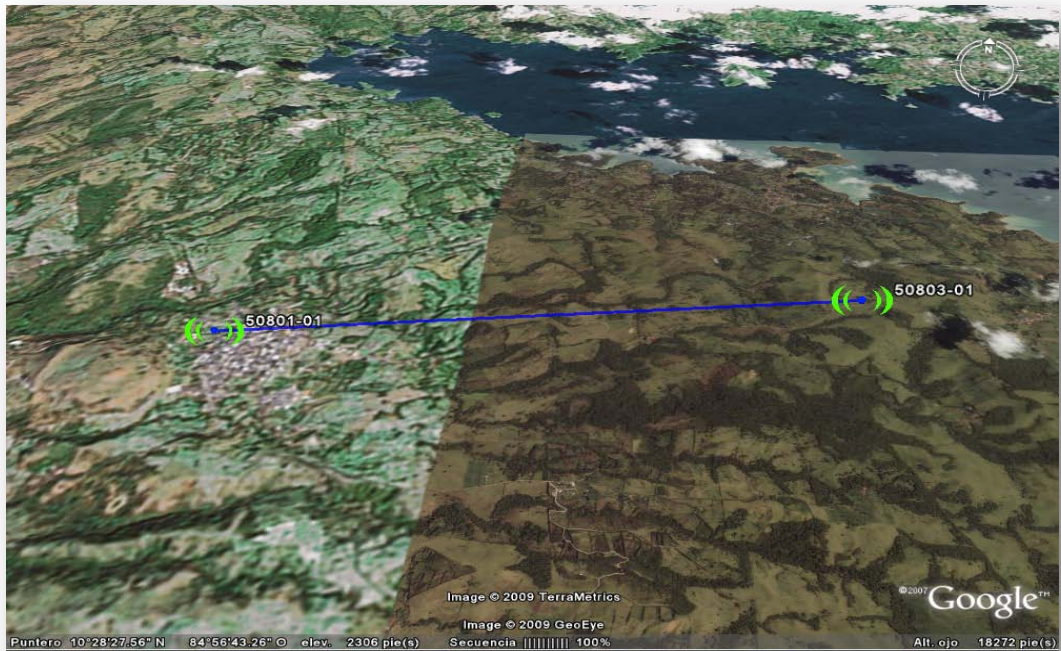 N
50803-01
50801-01
Image © 2009 TerraMetrics
©2007 Google™
Image © 2009 GeoEye
Puntero 10°28'27.56" N 84°56'43.26" O elev. 2306 pie(s) Secuencia |||||||||| 100% Alt. ojo 18272 pie(s)